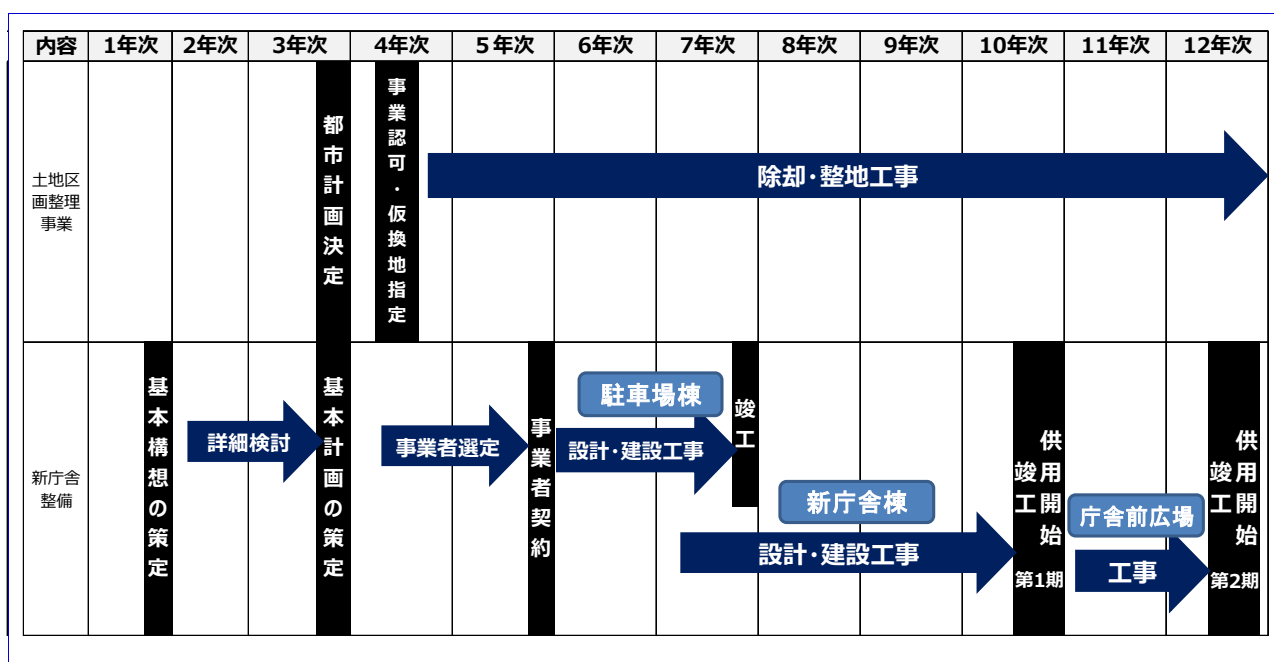 内容 1年次 2年次 3年次 4年次 5年次 6年次 7年次 8年次 9年次 10年次 11年次 12年次
土地区
画整理
事業
都市計画決定
事業認可・仮換地指定
除却・整地工事
新庁舎
整備
基本構想の策定
詳細検討
基本計画の策定
事業者選定
事業者契約
駐車場棟
設計・建設工事
竣工
新庁舎棟
設計・建設工事
供用開始
竣工
第1期
庁舎前広場
工事
供用開始
竣工
第2期